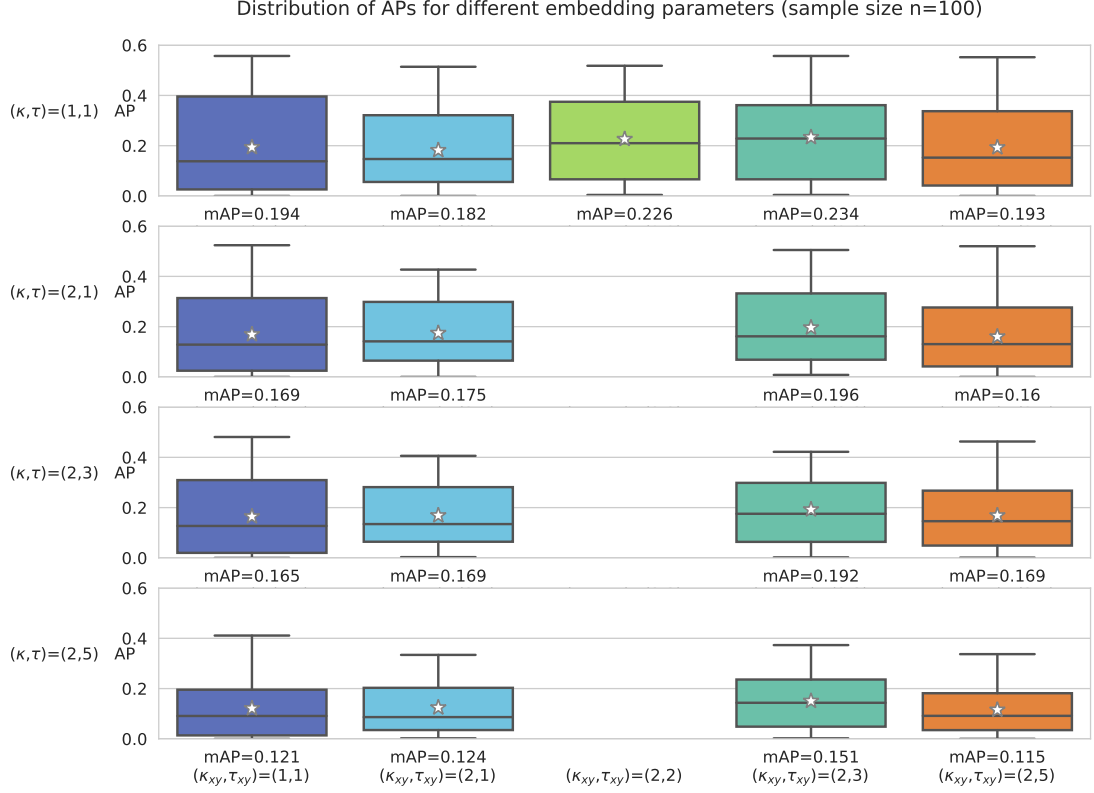 Distribution of APs for different embedding parameters (sample size n=100)
0.6
0.4
(κ,τ)=(1,1) AP
0.2
0.0
mAP=0.194 mAP=0.182 mAP=0.226 mAP=0.234 mAP=0.193
0.6
0.4
(κ,τ)=(2,1) AP
0.2
0.0
mAP=0.169 mAP=0.175 mAP=0.196 mAP=0.16
0.6
0.4
(κ,τ)=(2,3) AP
0.2
0.0
mAP=0.165 mAP=0.169 mAP=0.192 mAP=0.169
0.6
0.4
(κ,τ)=(2,5) AP
0.2
0.0
mAP=0.121 mAP=0.124 mAP=0.151 mAP=0.115
(κxy,τxy)=(1,1) (κxy,τxy)=(2,1) (κxy,τxy)=(2,2) (κxy,τxy)=(2,3) (κxy,τxy)=(2,5)